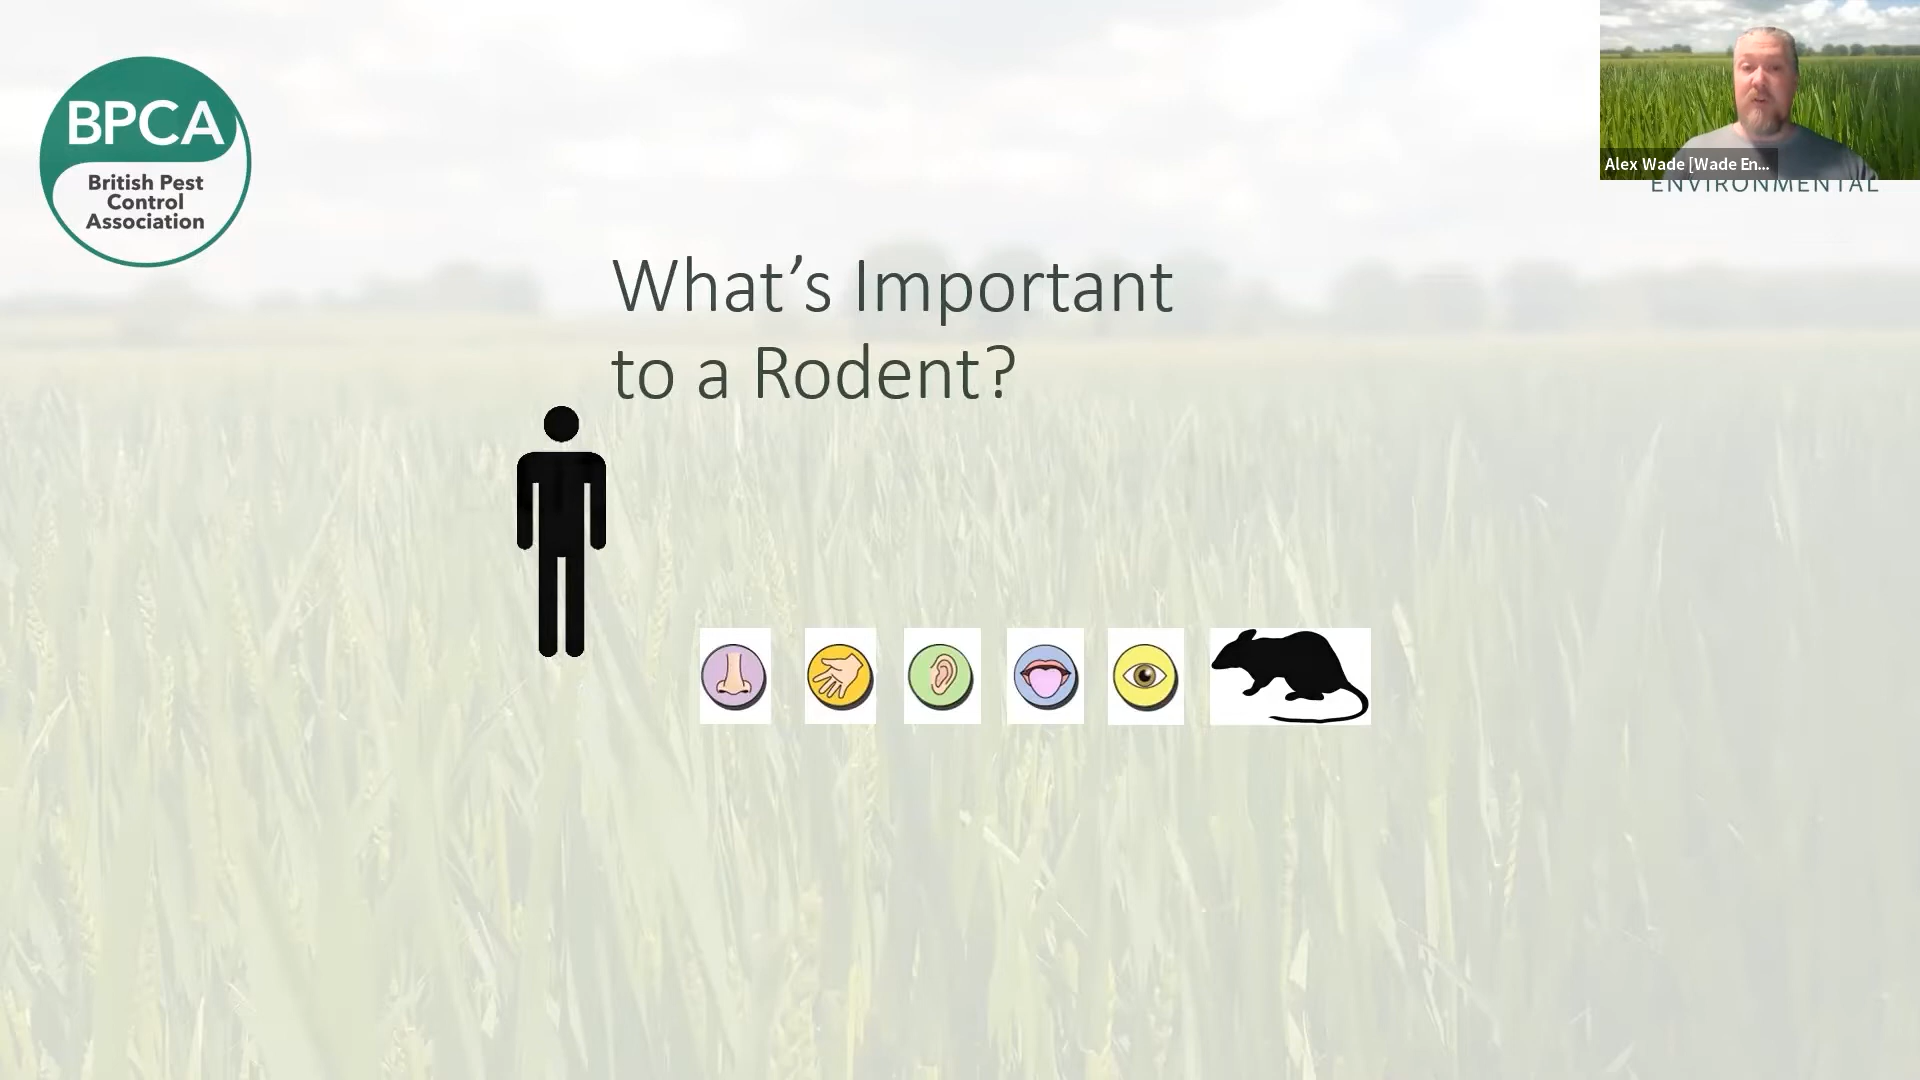 BPCA
British Pest
Control
Association
Alex Wade [Wade En...
ENVIRONMENTAL
What’s Important
to a Rodent?